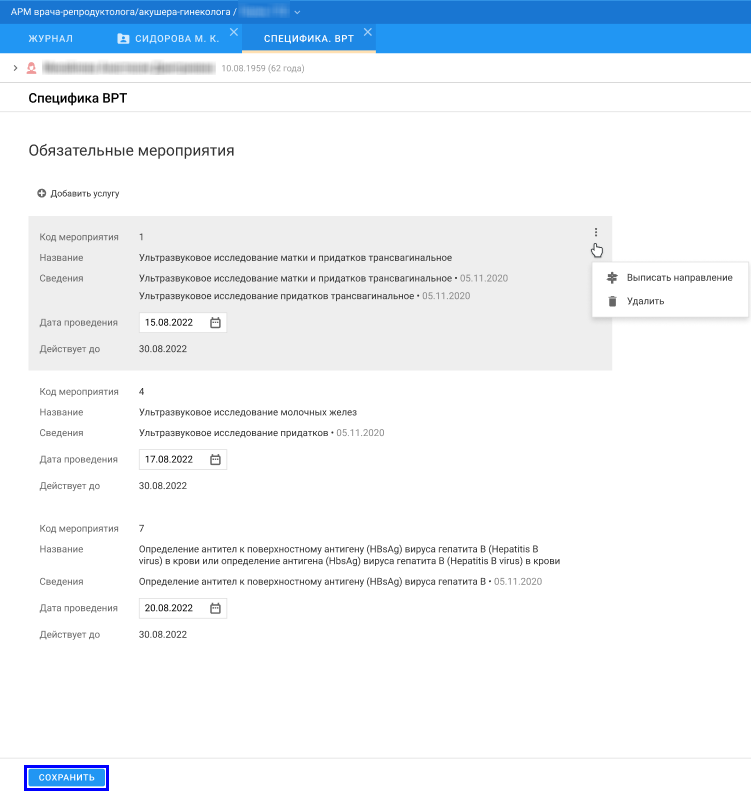 АРМ врача-репродуктолога/акушера-гинеколога /
ЖУРНАЛ
СИДОРОВА М. К.
СПЕЦИФИКА. ВРТ
10.08.1959 (62 года)
Специфика ВРТ
Обязательные мероприятия
Добавить услугу
Код мероприятия 1
Название Ультразвуковое исследование матки и придатков трансвагинальное
Сведения Ультразвуковое исследование матки и придатков трансвагинальное • 05.11.2020
Ультразвуковое исследование придатков трансвагинальное • 05.11.2020
Дата проведения 15.08.2022
Действует до 30.08.2022
Выписать направление
Удалить
Код мероприятия 4
Название Ультразвуковое исследование молочных желез
Сведения Ультразвуковое исследование придатков • 05.11.2020
Дата проведения 17.08.2022
Действует до 30.08.2022
Код мероприятия 7
Название Определение антител к поверхностному антигену (HBsAg) вируса гепатита B (Hepatitis B
virus) в крови или определение антигена (HbsAg) вируса гепатита B (Hepatitis B virus) в крови
Сведения Определение антител к поверхностному антигену (HBsAg) вируса гепатита B • 05.11.2020
Дата проведения 20.08.2022
Действует до 30.08.2022
СОХРАНИТЬ